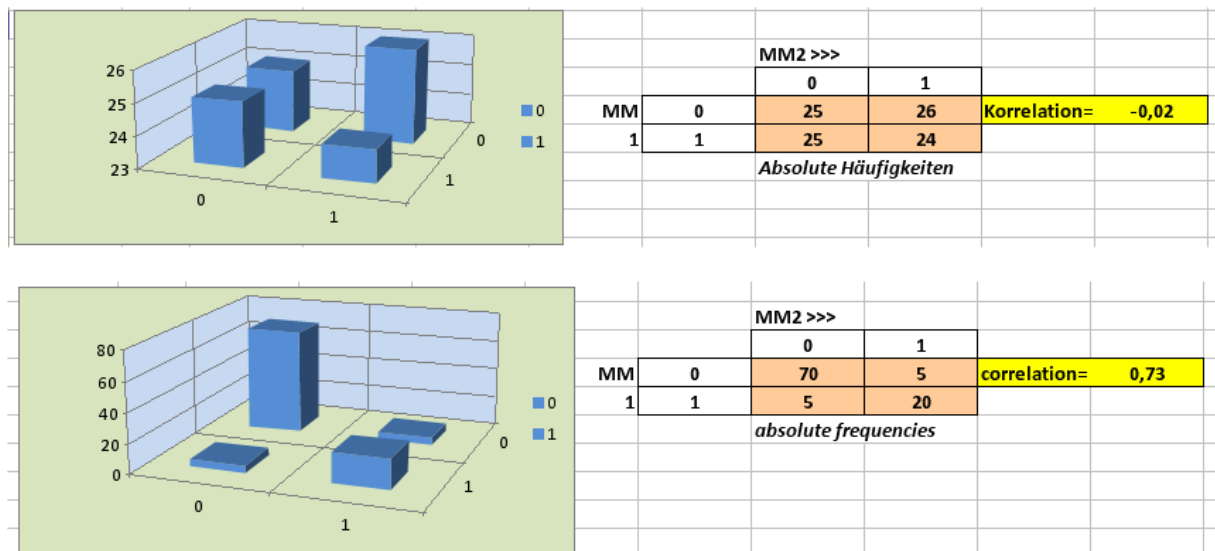 26
25
24
23
0
1
0
1
0
1
MM2 >>>
0 1
MM 0 25 26 Korrelation= -0,02
1 1 25 24
Absolute Häufigkeiten
80
60
40
20
0
0
1
0
1
0
1
MM2 >>>
0 1
MM 0 70 5 correlation= 0,73
1 1 5 20
absolute frequencies